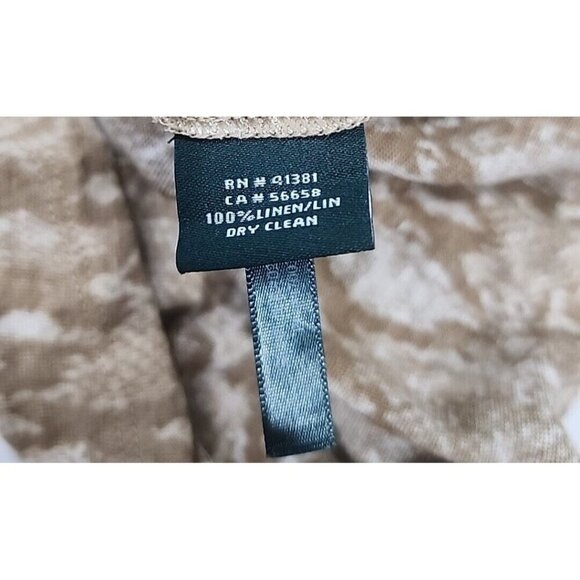 RN # 41381
CA # 56658
100%LINEN/LIN
DRY CLEAN